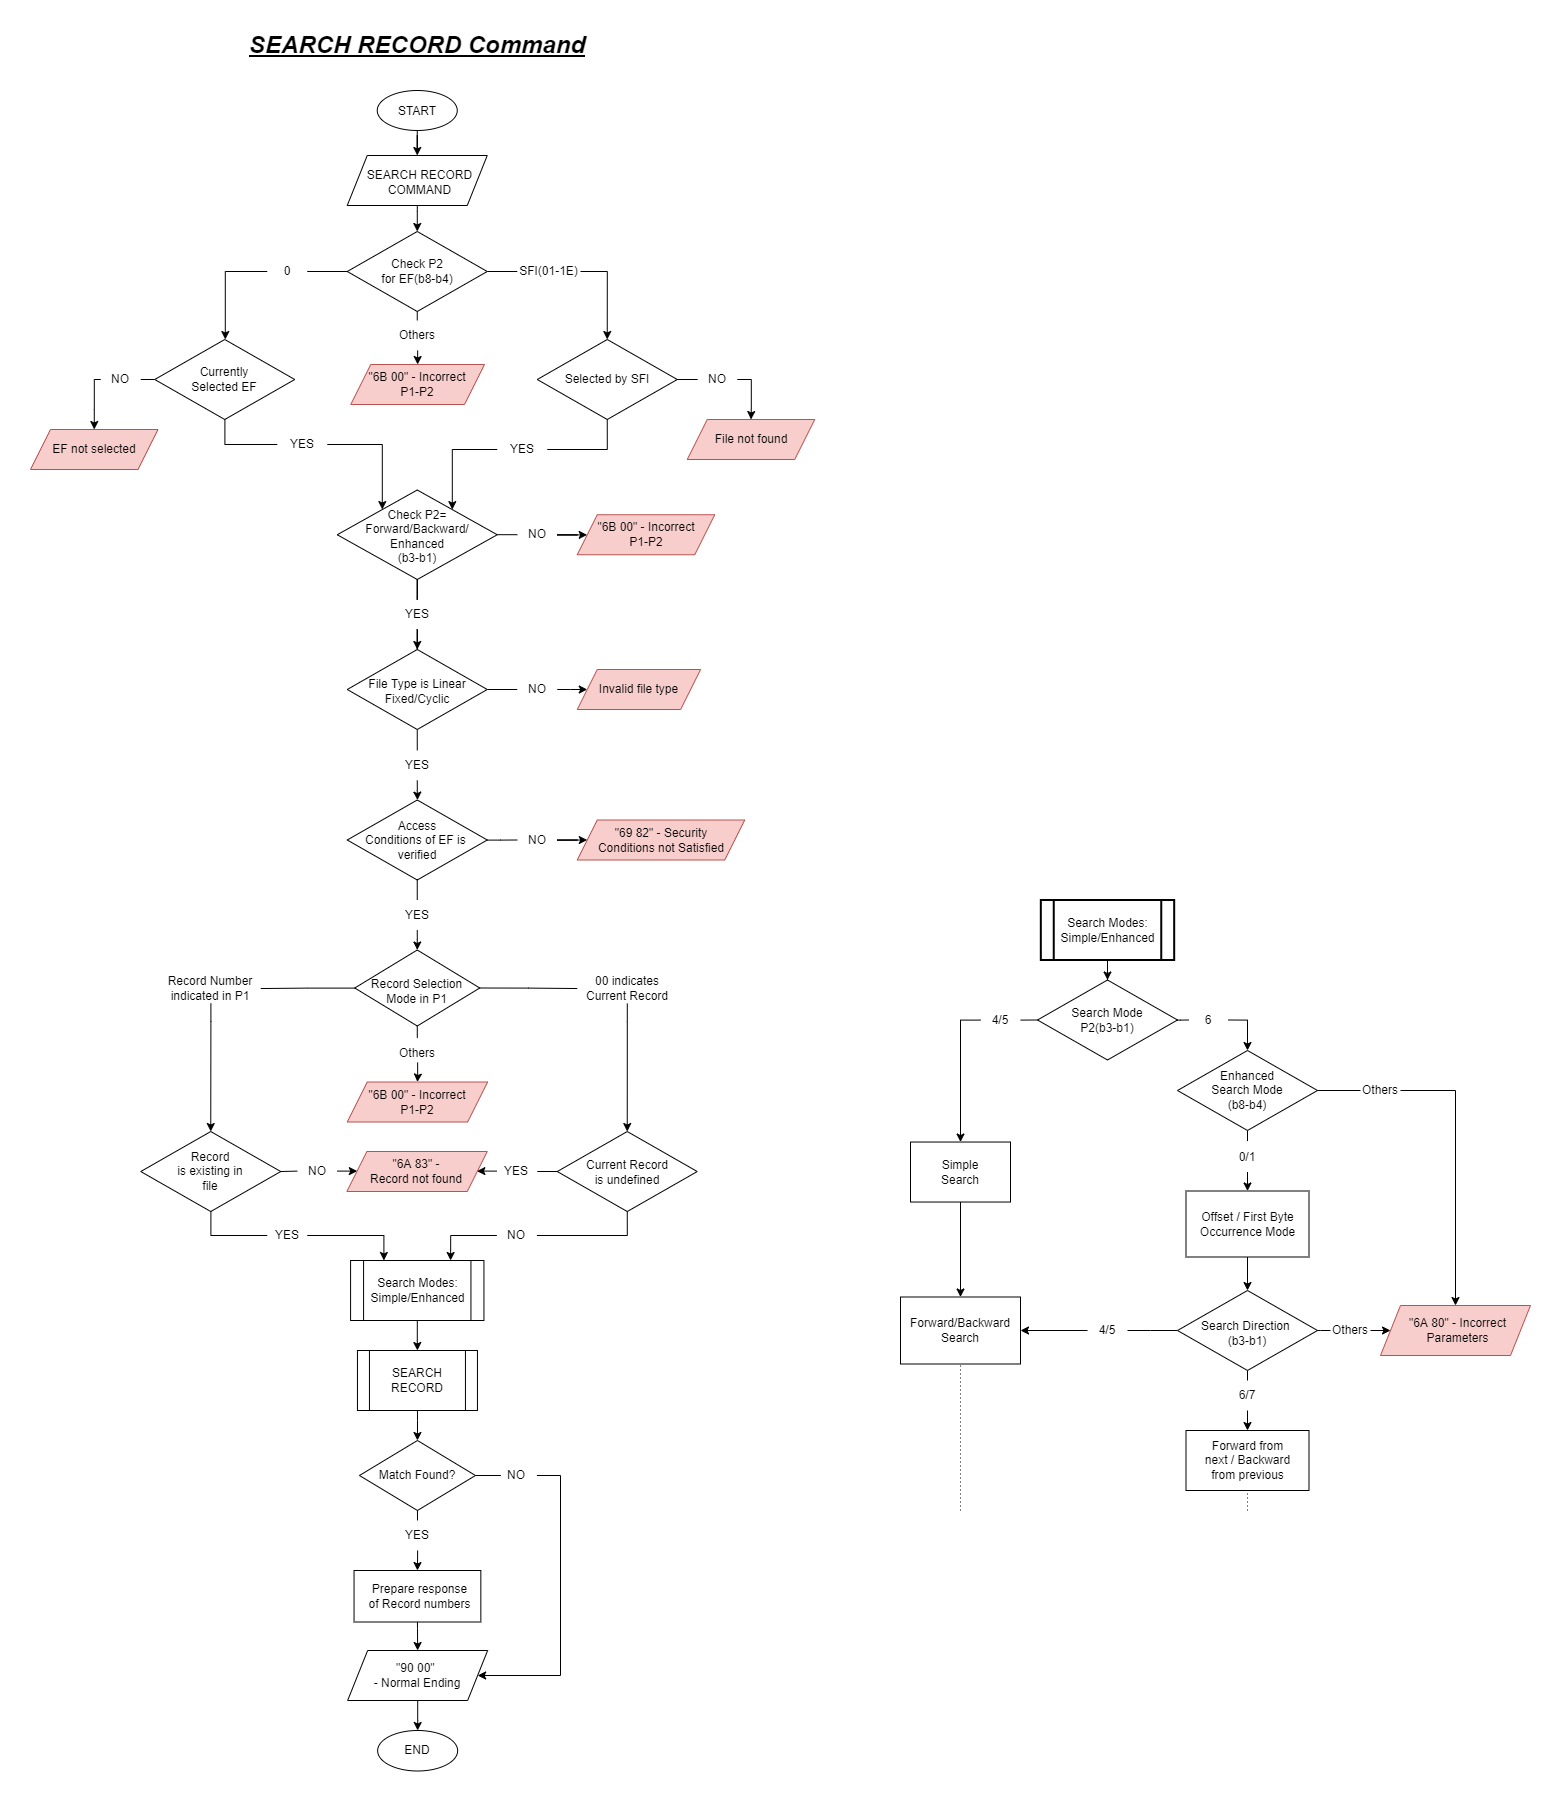 SEARCH RECORD Command
START
SEARCH RECORD
COMMAND
Check P2
for EF(b8-b4)
0
SFI(01-1E)
Others
"6B 00" - Incorrect
P1-P2
Currently
Selected EF
NO
EF not selected
YES
Selected by SFI
NO
File not found
YES
Check P2=
Forward/Backward/
Enhanced
(b3-b1)
NO
"6B 00" - Incorrect
P1-P2
YES
File Type is Linear
Fixed/Cyclic
NO
Invalid file type
YES
Access
Conditions of EF is
verified
NO
"69 82" - Security
Conditions not Satisfied
YES
Record Selection
Mode in P1
Record Number
indicated in P1
00 indicates
Current Record
Others
"6B 00" - Incorrect
P1-P2
Record
is existing in
file
NO
"6A 83" -
Record not found
YES
Current Record
is undefined
YES
NO
Search Modes:
Simple/Enhanced
SEARCH
RECORD
Match Found?
NO
YES
Prepare response
of Record numbers
"90 00"
- Normal Ending
END
Search Modes:
Simple/Enhanced
Search Mode
P2(b3-b1)
4/5
6
Enhanced
Search Mode
(b8-b4)
Others
0/1
Simple
Search
Offset / First Byte
Occurrence Mode
Forward/Backward
Search
4/5
Search Direction
(b3-b1)
Others
"6A 80" - Incorrect
Parameters
6/7
Forward from
next / Backward
from previous